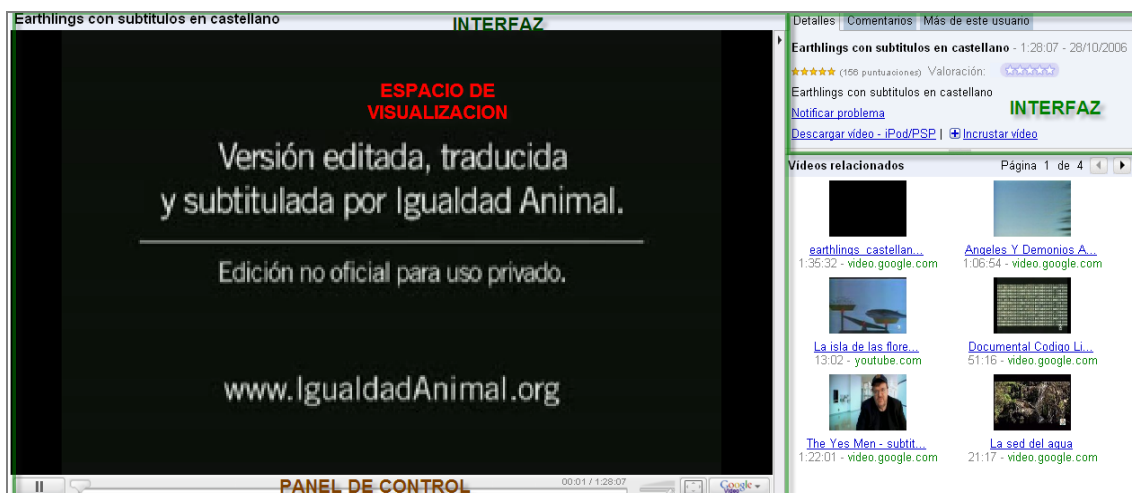 Earthlings con subtitulos en castellano
INTERFAZ
ESPACIO DE
VISUALIZACION
Versión editada, traducida
y subtitulada por Igualdad Animal.
Edición no oficial para uso privado.
www.IgualdadAnimal.org
PANEL DE CONTROL
00:01 / 1:28:07
Google
Video
Detalles Comentarios Más de este usuario
Earthlings con subtitulos en castellano - 1:28:07 - 28/10/2006
(156 puntuaciones) Valoración:
Earthlings con subtitulos en castellano
INTERFAZ
Notificar problema
Descargar vídeo - iPod/PSP | Incrustar vídeo
Vídeos relacionados Página 1 de 4
earthlings_castellan... Angeles Y Demonios A...
1:35:32 - video.google.com 1:06:54 - video.google.com
La isla de las flore... Documental Codigo Li...
13:02 - youtube.com 51:16 - video.google.com
The Yes Men - subtit... La sed del agua
1:22:01 - video.google.com 21:17 - video.google.com